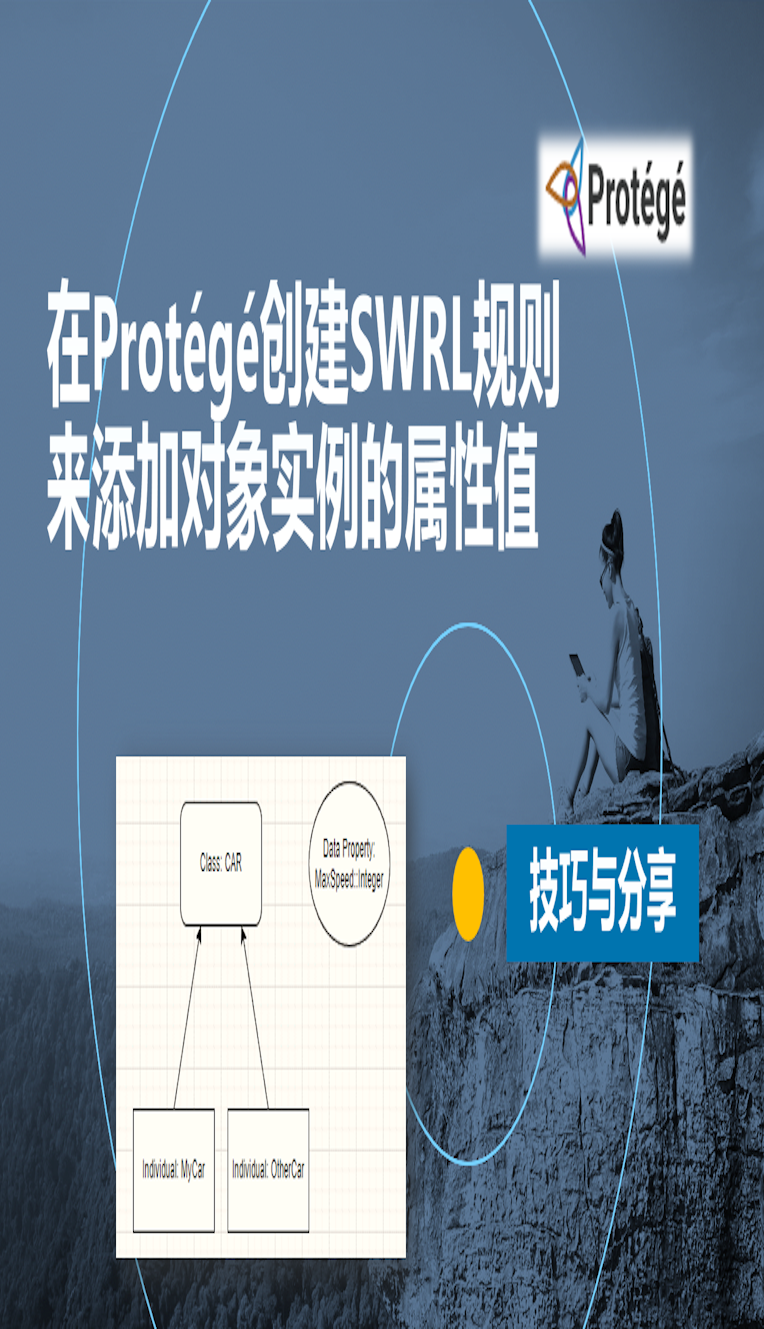 Protégé
在Protégé创建SWRL规则
来添加对象实例的属性值
Class: CAR
Data Property:
MaxSpeed::Integer
技巧与分享
Individual: MyCar
Individual: OtherCar